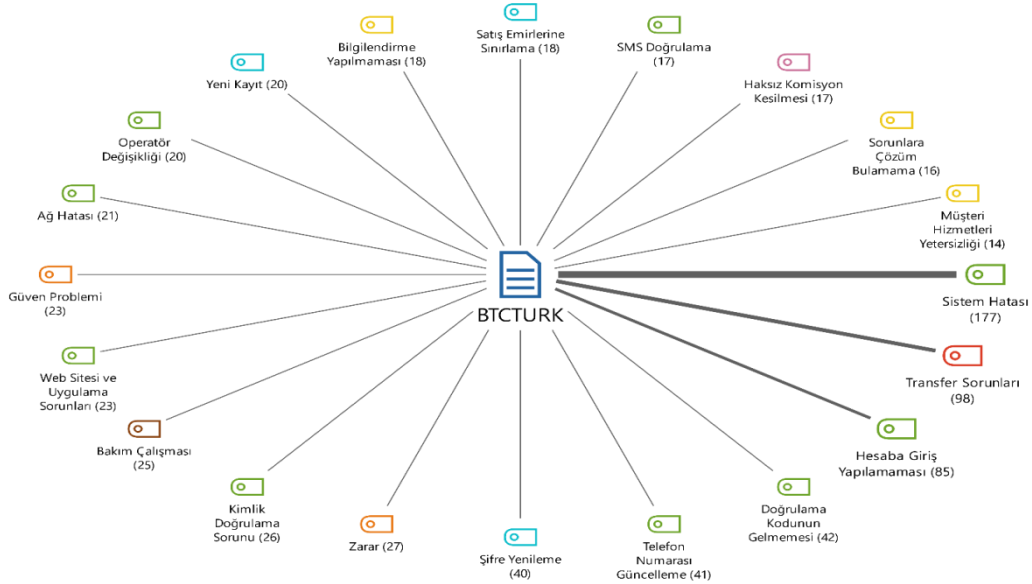 Satış Emirlerine
Sınırlama (18)
SMS Doğrulama
(17)
Haksız Komisyon
Kesilmesi (17)
Sorunlara
Çözüm
Bulamama (16)
Müşteri
Hizmetleri
Yetersizliği (14)
Sistem Hatası
(177)
Transfer Sorunları
(98)
Hesaba Giriş
Yapılamaması (85)
Doğrulama
Kodunun
Gelmemesi (42)
Telefon
Numarası
Güncelleme (41)
Şifre Yenileme
(40)
Zarar (27)
Kimlik
Doğrulama
Sorunu (26)
Bakım Çalışması
(25)
Web Sitesi ve
Uygulama
Sorunları (23)
Güven Problemi
(23)
Ağ Hatası (21)
Operatör
Değişikliği (20)
Yeni Kayıt (20)
Bilgilendirme
Yapılmaması (18)
BTCTURK